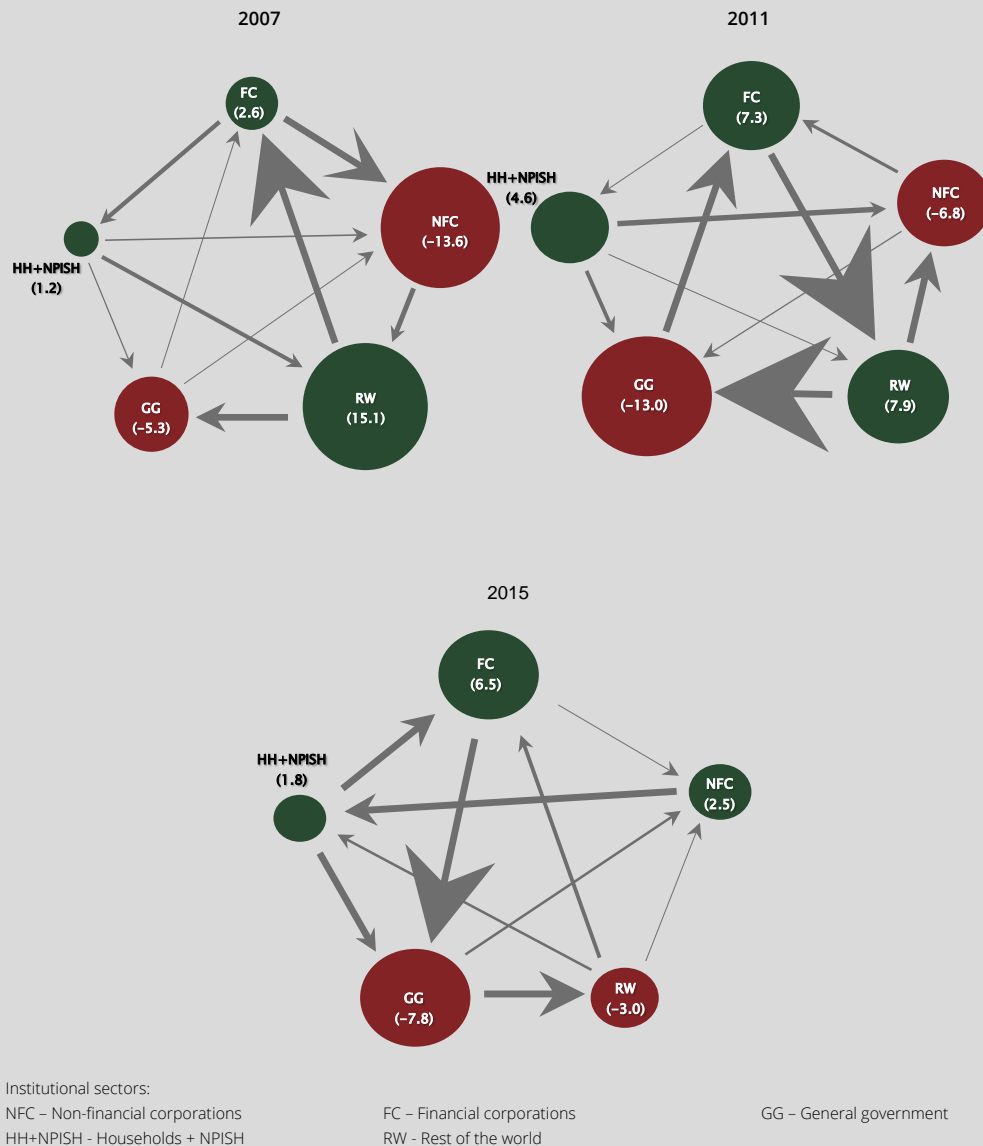 2007
2011
FC
(2.6)
NFC
(−13.6)
HH+NPISH
(1.2)
GG
(−5.3)
RW
(15.1)
FC
(7.3)
HH+NPISH
(4.6)
NFC
(−6.8)
GG
(−13.0)
RW
(7.9)
2015
FC
(6.5)
HH+NPISH
(1.8)
NFC
(2.5)
GG
(−7.8)
RW
(−3.0)
Institutional sectors:
NFC – Non-financial corporations
FC – Financial corporations
GG – General government
HH+NPISH - Households + NPISH
RW - Rest of the world